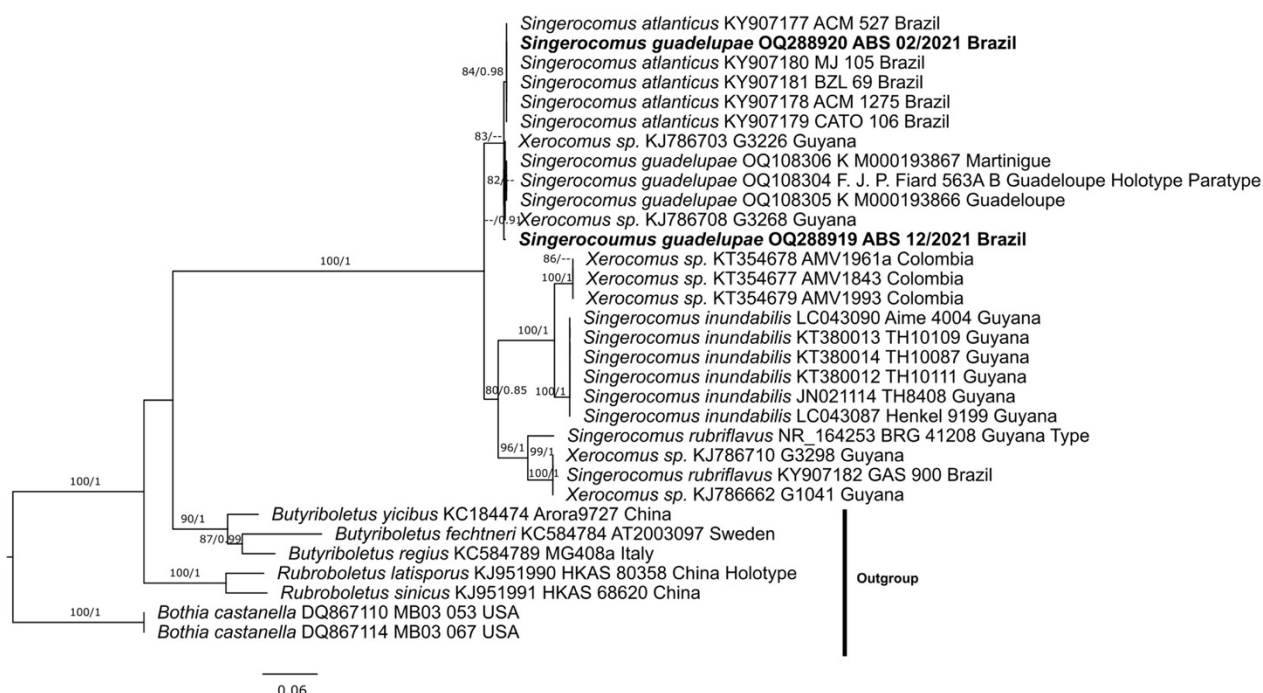 Singerocomus atlanticus KY907177 ACM 527 Brazil
Singerocomus guadelupae OQ288920 ABS 02/2021 Brazil
Singerocomus atlanticus KY907180 MJ 105 Brazil
84/0.98
Singerocomus atlanticus KY907181 BZL 69 Brazil
Singerocomus atlanticus KY907178 ACM 1275 Brazil
Singerocomus atlanticus KY907179 CATO 106 Brazil
83/--
Xerocomus sp. KJ786703 G3226 Guyana
Singerocomus guadelupae OQ108306 K M000193867 Martinigue
82/--
Singerocomus guadelupae OQ108304 F. J. P. Fiard 563A B Guadeloupe Holotype Paratype
Singerocomus guadelupae OQ108305 K M000193866 Guadeloupe
--/0.91
Xerocomus sp. KJ786708 G3268 Guyana
Singerocoumus guadelupae OQ288919 ABS 12/2021 Brazil
100/1
86/--
Xerocomus sp. KT354678 AMV1961a Colombia
100/1
Xerocomus sp. KT354677 AMV1843 Colombia
Xerocomus sp. KT354679 AMV1993 Colombia
Singerocomus inundabilis LC043090 Aime 4004 Guyana
100/1
Singerocomus inundabilis KT380013 TH10109 Guyana
Singerocomus inundabilis KT380014 TH10087 Guyana
Singerocomus inundabilis KT380012 TH10111 Guyana
80/0.85
100/1
Singerocomus inundabilis JN021114 TH8408 Guyana
Singerocomus inundabilis LC043087 Henkel 9199 Guyana
Singerocomus rubriflavus NR_164253 BRG 41208 Guyana Type
96/1
99/1
Xerocomus sp. KJ786710 G3298 Guyana
100/1
Singerocomus rubriflavus KY907182 GAS 900 Brazil
Xerocomus sp. KJ786662 G1041 Guyana
100/1
90/1
Butyriboletus yicibus KC184474 Arora9727 China
87/0.99
Butyriboletus fechtneri KC584784 AT2003097 Sweden
Butyriboletus regius KC584789 MG408a Italy
100/1
Rubroboletus latisporus KJ951990 HKAS 80358 China Holotype
Outgroup
Rubroboletus sinicus KJ951991 HKAS 68620 China
100/1
Bothia castanella DQ867110 MB03 053 USA
Bothia castanella DQ867114 MB03 067 USA
0.06